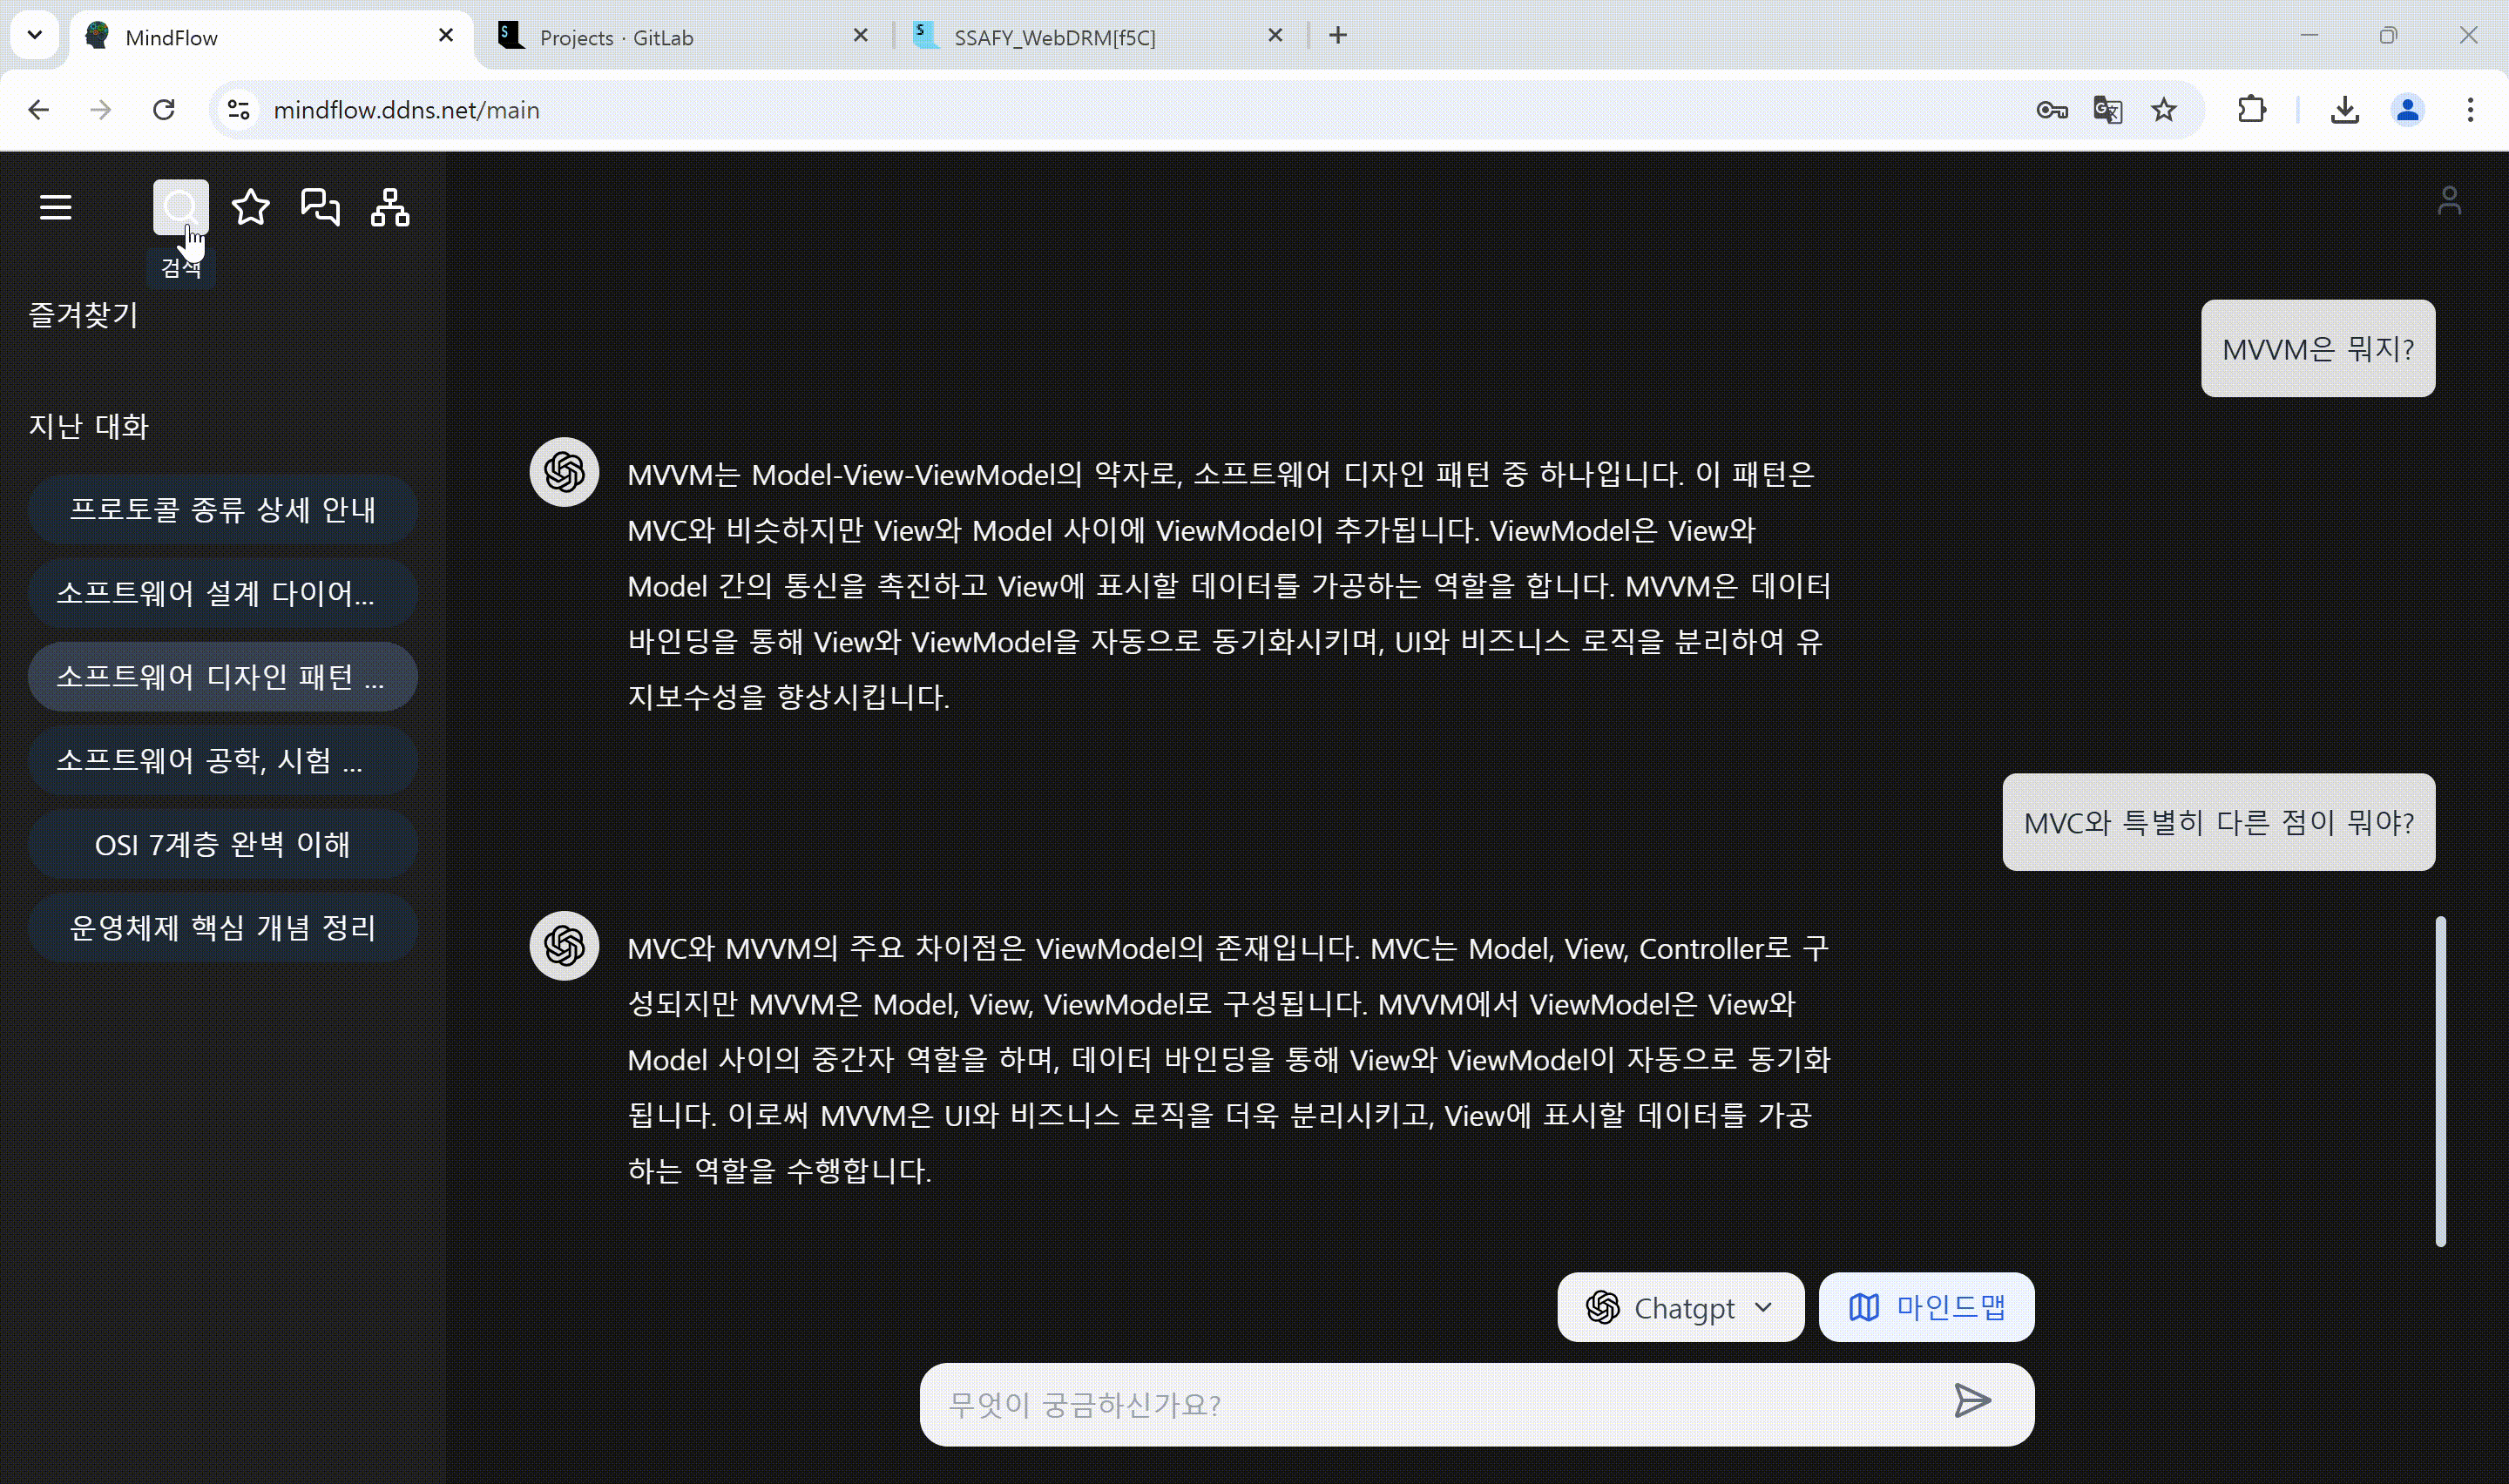 MindFlow
Projects · GitLab
SSAFY_WebDRM[f5C]
mindflow.ddns.net/main
검색
즐겨찾기
지난 대화
프로토콜 종류 상세 안내
소프트웨어 설계 다이어...
소프트웨어 디자인 패턴 ...
소프트웨어 공학, 시험 ...
OSI 7계층 완벽 이해
운영체제 핵심 개념 정리
MVVM은 뭐지?
MVVM는 Model-View-ViewModel의 약자로, 소프트웨어 디자인 패턴 중 하나입니다. 이 패턴은
MVC와 비슷하지만 View와 Model 사이에 ViewModel이 추가됩니다. ViewModel은 View와
Model 간의 통신을 촉진하고 View에 표시할 데이터를 가공하는 역할을 합니다. MVVM은 데이터
바인딩을 통해 View와 ViewModel을 자동으로 동기화시키며, UI와 비즈니스 로직을 분리하여 유
지보수성을 향상시킵니다.
MVC와 특별히 다른 점이 뭐야?
MVC와 MVVM의 주요 차이점은 ViewModel의 존재입니다. MVC는 Model, View, Controller로 구
성되지만 MVVM은 Model, View, ViewModel로 구성됩니다. MVVM에서 ViewModel은 View와
Model 사이의 중간자 역할을 하며, 데이터 바인딩을 통해 View와 ViewModel이 자동으로 동기화
됩니다. 이로써 MVVM은 UI와 비즈니스 로직을 더욱 분리시키고, View에 표시할 데이터를 가공
하는 역할을 수행합니다.
Chatgpt
마인드맵
무엇이 궁금하신가요?